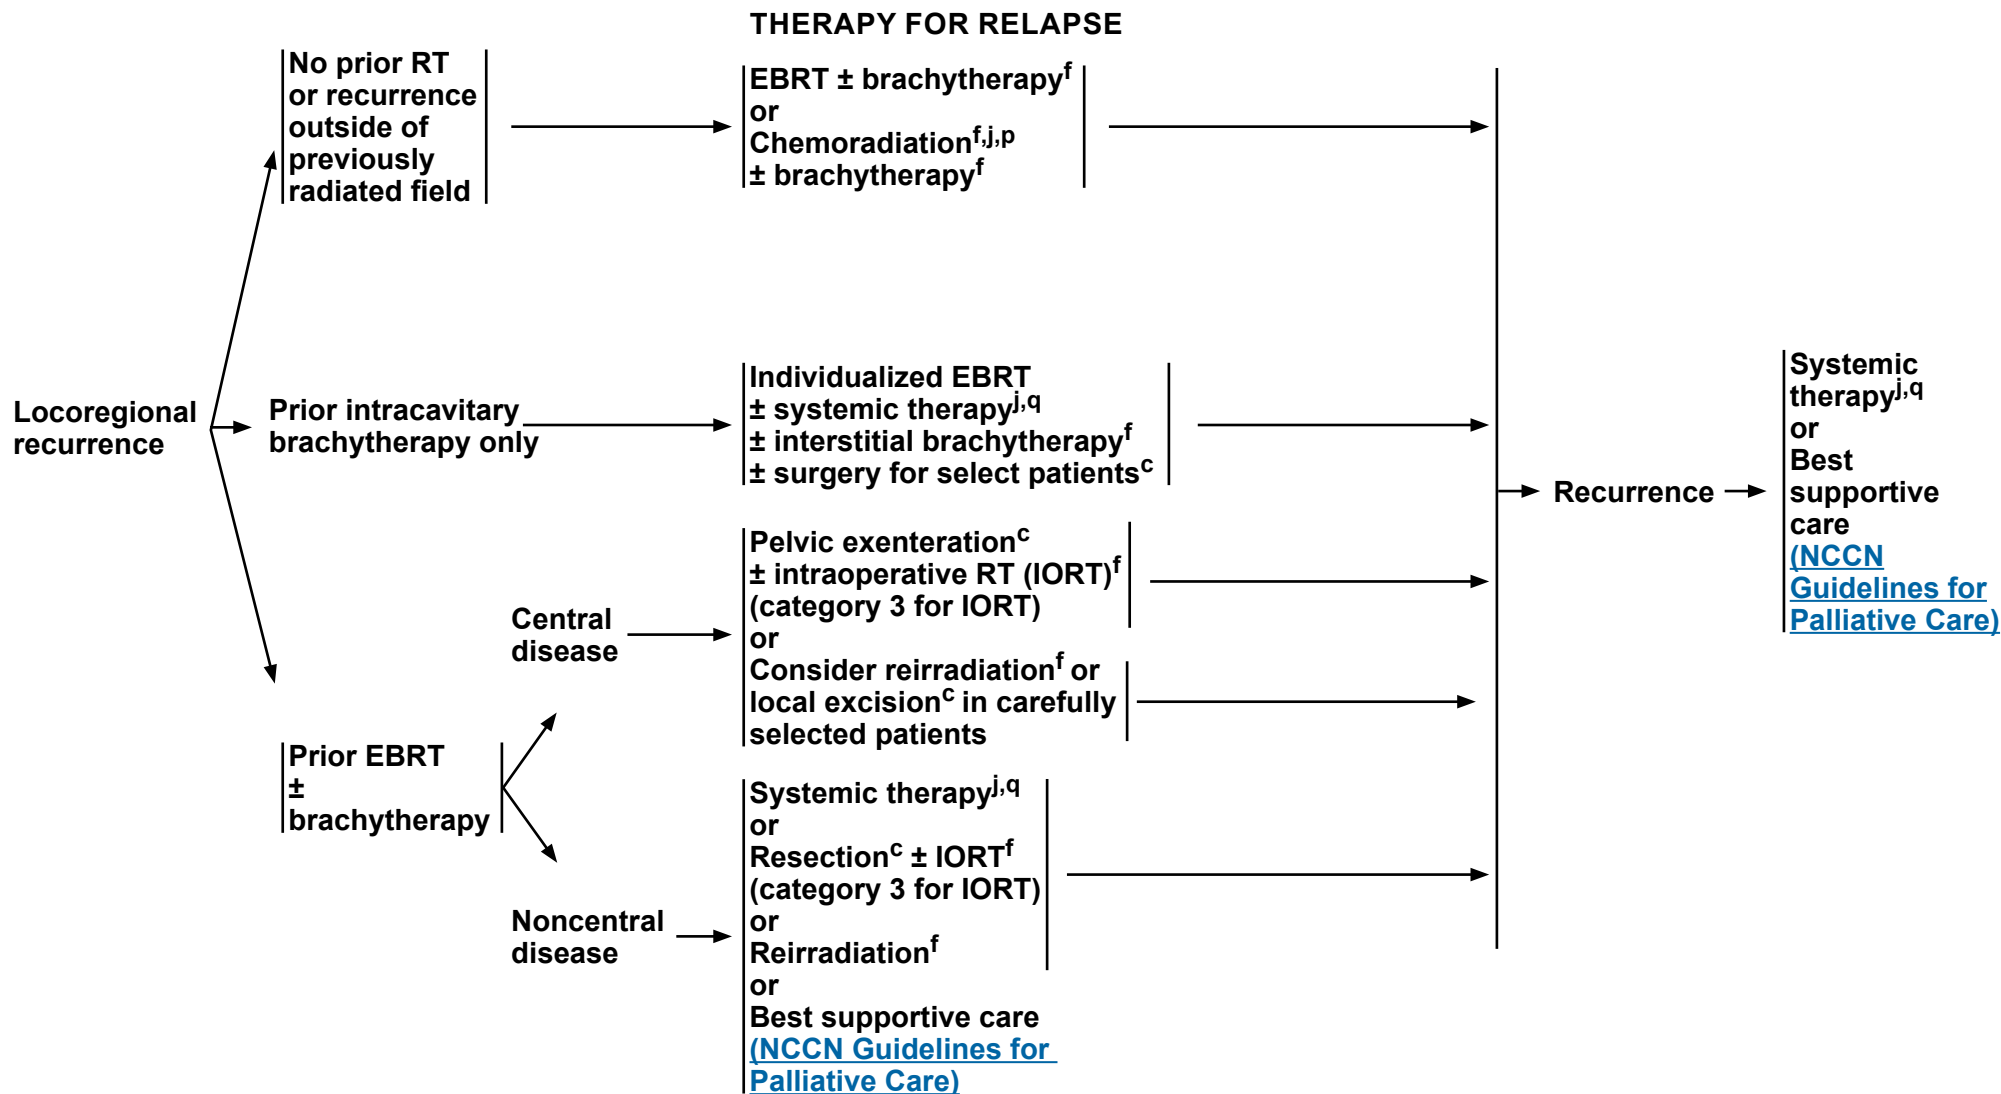 THERAPY FOR RELAPSE
No prior RT
or recurrence
outside of
previously
radiated field
EBRT ± brachytherapyf
or
Chemoradiationf,j,p
± brachytherapyf
Locoregional
recurrence
Prior intracavitary
brachytherapy only
Individualized EBRT
± systemic therapyj,q
± interstitial brachytherapyf
± surgery for select patientsc
Prior EBRT
±
brachytherapy
Central
disease
Pelvic exenterationc
± intraoperative RT (IORT)f
(category 3 for IORT)
or
Consider reirradiationf or
local excisionc in carefully
selected patients
Noncentral
disease
Systemic therapyj,q
or
Resectionc ± IORTf
(category 3 for IORT)
or
Reirradiationf
or
Best supportive care
(NCCN Guidelines for
Palliative Care)
Recurrence
Systemic
therapyj,q
or
Best
supportive
care
(NCCN
Guidelines for
Palliative Care)